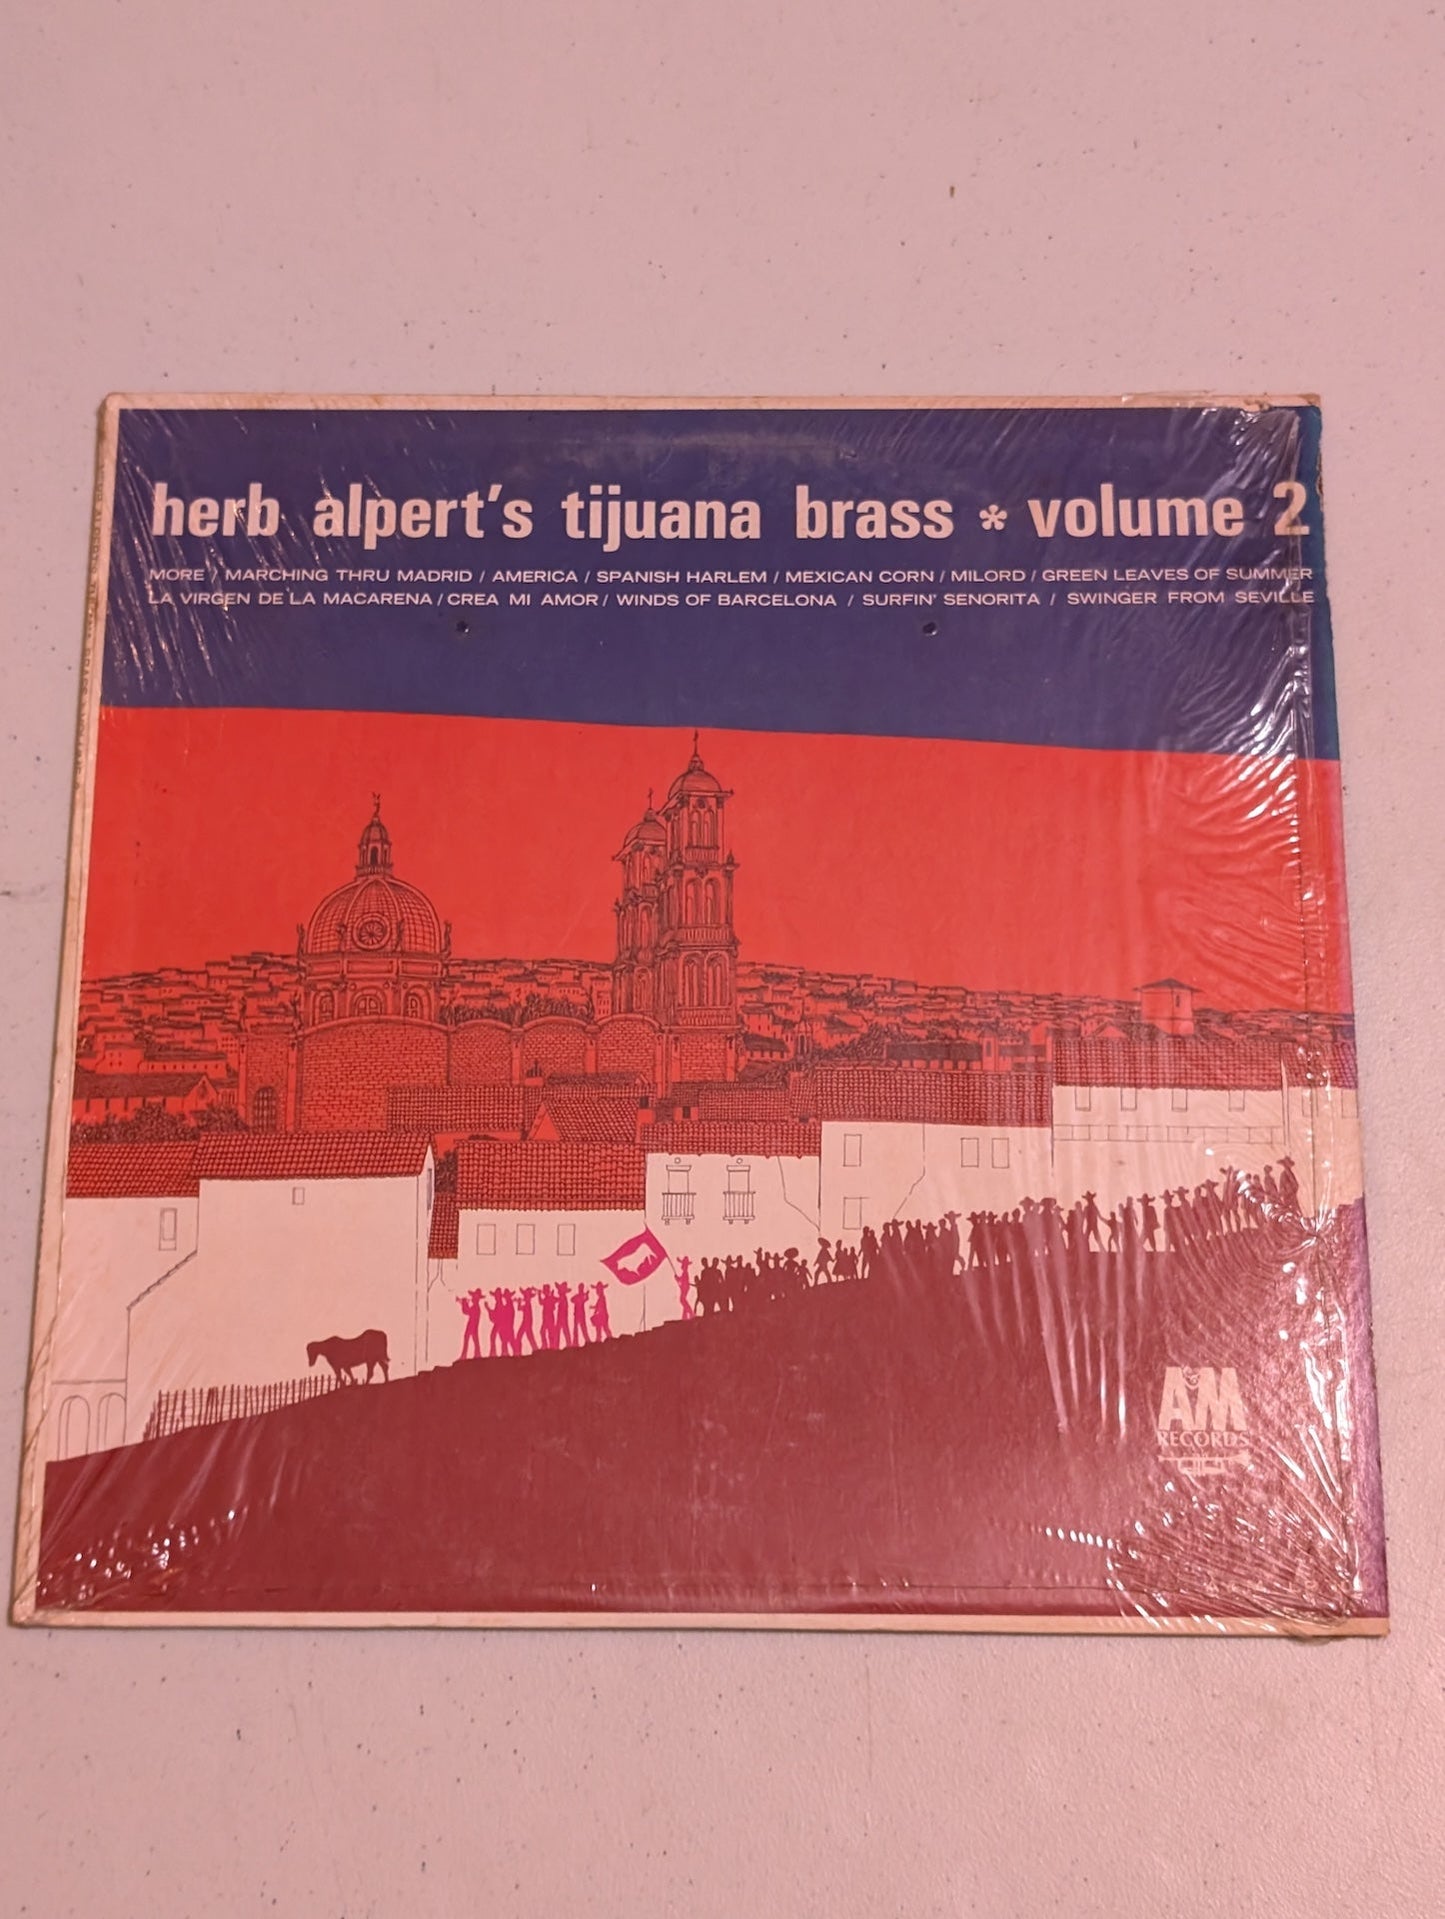 herb alpert's tijuana brass * volume 2
MORE / MARCHING THRU MADRID / AMERICA / SPANISH HARLEM / MEXICAN CORN / MILORD / GREEN LEAVES OF SUMMER
LA VIRGEN DE LA MACARENA / CREA MI AMOR / WINDS OF BARCELONA / SURFIN' SENORITA / SWINGER FROM SEVILLE
A&M
RECORDS